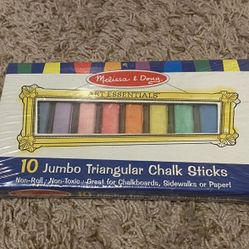 Melissa & Doug
ART ESSENTIALS
10 Jumbo Triangular Chalk Sticks
Non-Roll / Non-Toxic / Great for Chalkboards, Sidewalks or Paper!